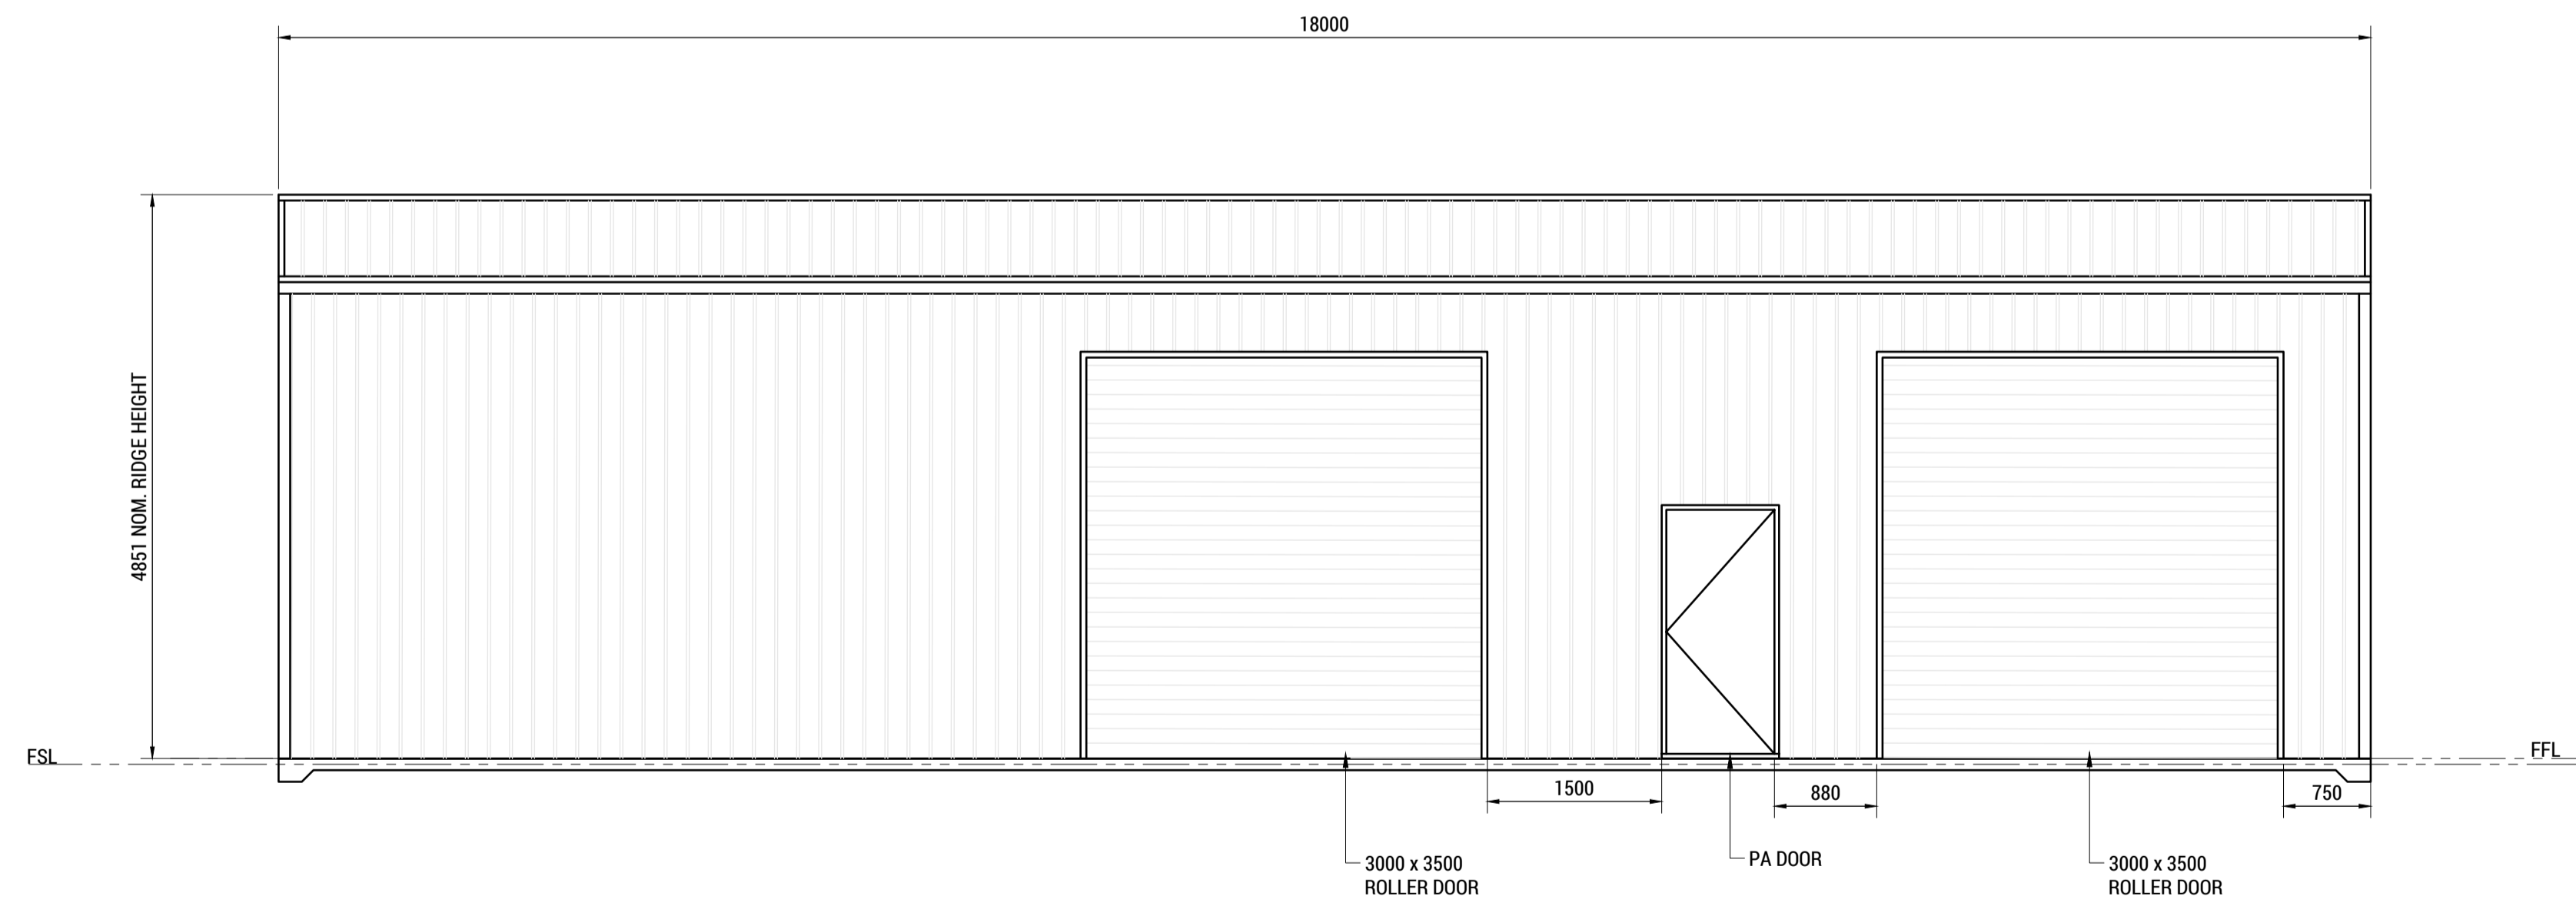 18000
4851 NOM. RIDGE HEIGHT
FSL
FFL
1500
880
750
3000 x 3500
ROLLER DOOR
PA DOOR
3000 x 3500
ROLLER DOOR